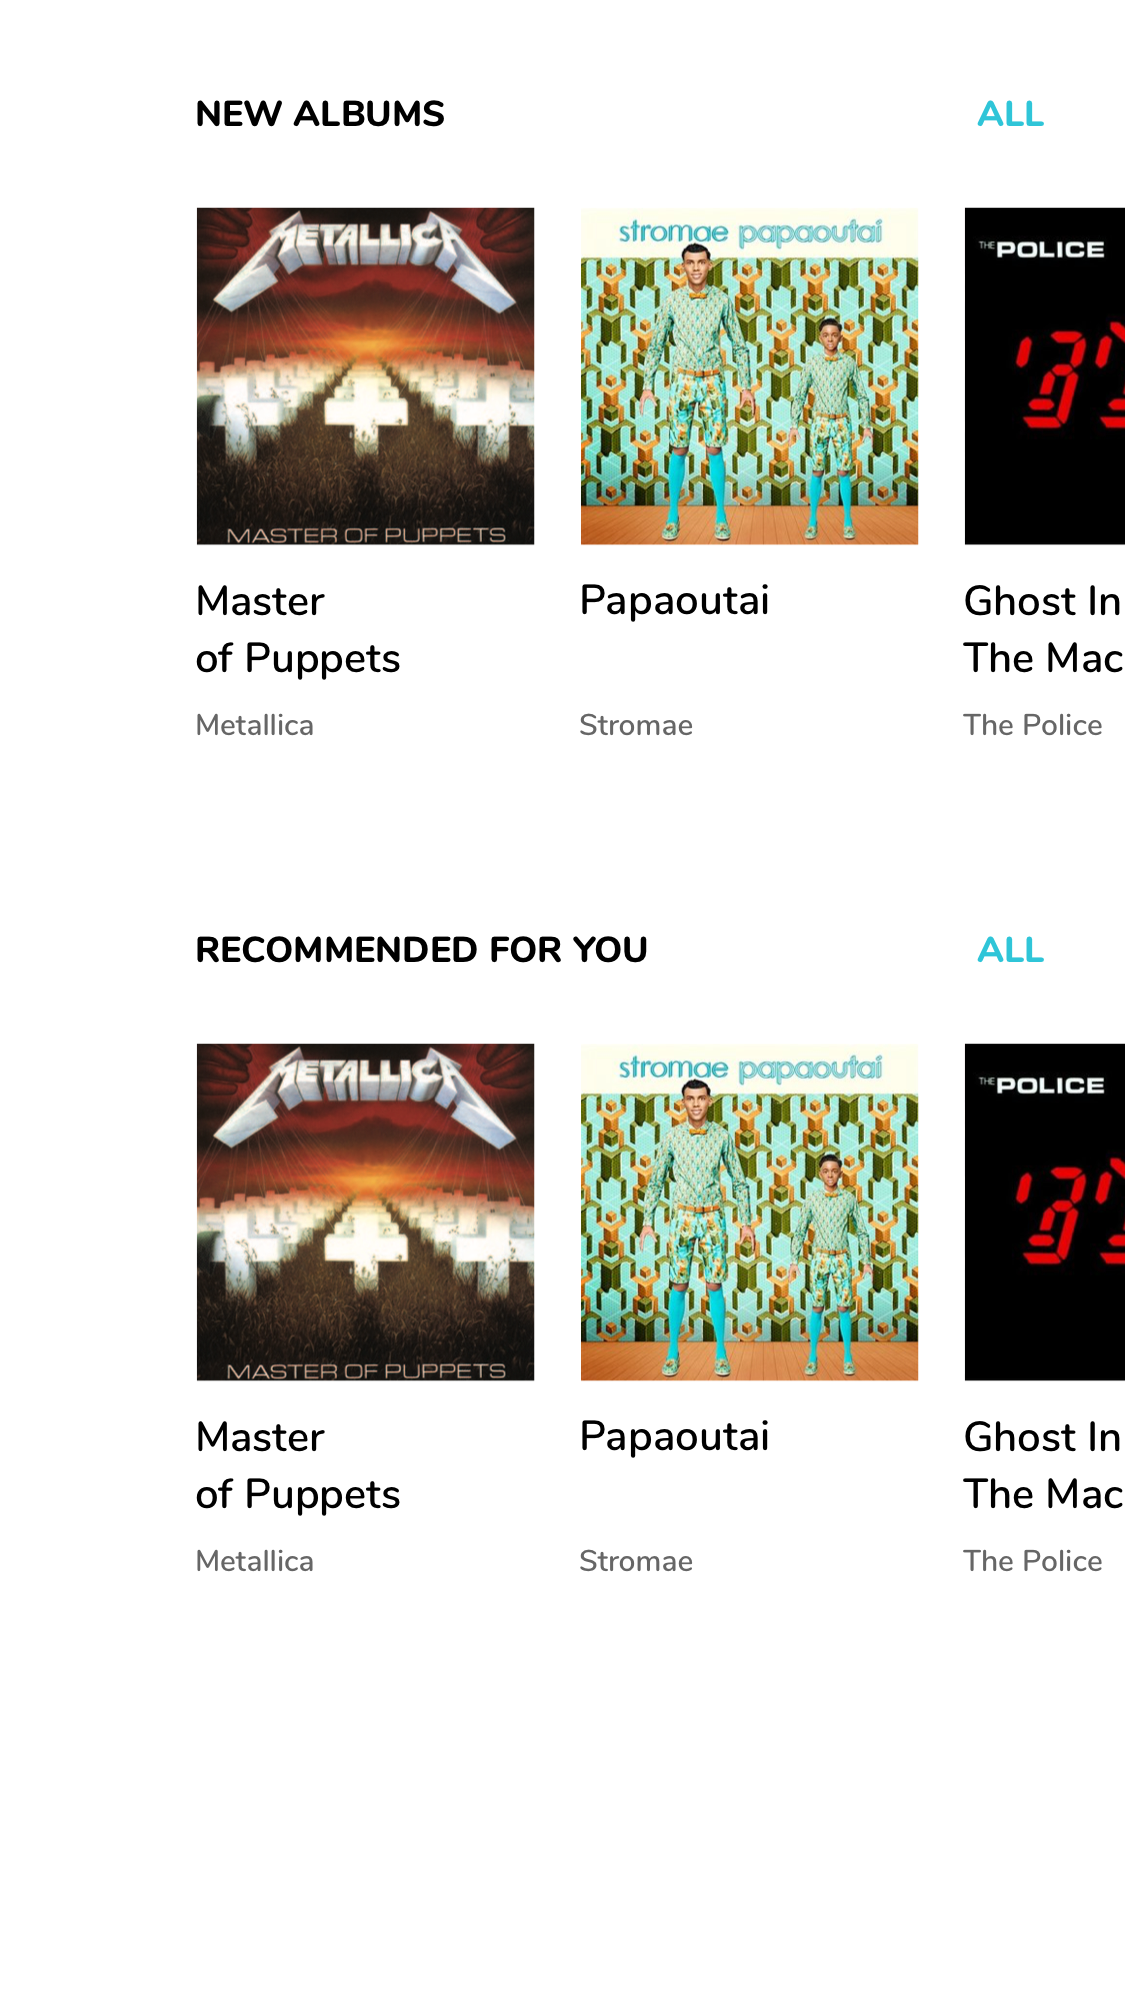 NEW ALBUMS ALL
METALLICA
MASTER OF PUPPETS
stromae papaoutai
THE POLICE
Master
of Puppets
Metallica
Papaoutai
Stromae
Ghost In
The Mac
The Police
RECOMMENDED FOR YOU ALL
METALLICA
MASTER OF PUPPETS
stromae papaoutai
THE POLICE
Master
of Puppets
Metallica
Papaoutai
Stromae
Ghost In
The Mac
The Police